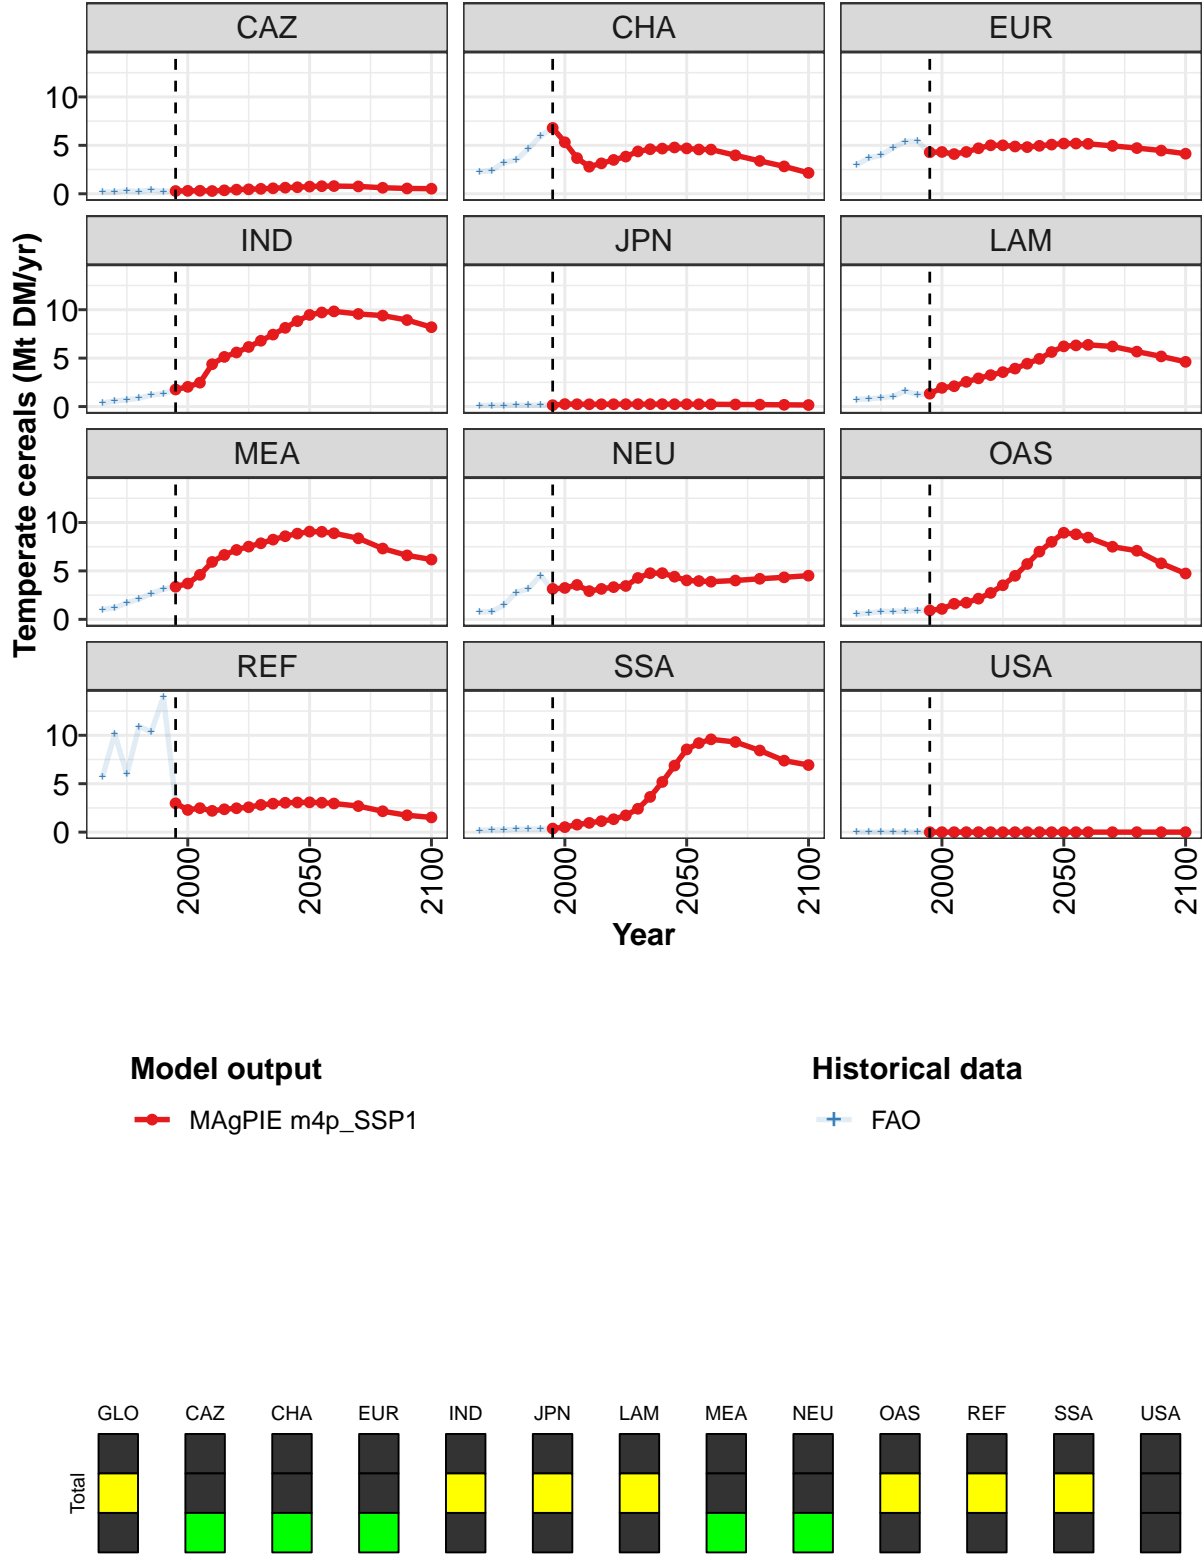 CAZ CHA EUR
10
5
0
IND JPN LAM
10
5
0
MEA NEU OAS
10
5
0
REF SSA USA
10
5
0
Temperate cereals (Mt DM/yr)
2000 2050 2100 2000 2050 2100 2000 2050 2100
Year
Model output Historical data
MAgPIE m4p_SSP1 FAO
GLO CAZ CHA EUR IND JPN LAM MEA NEU OAS REF SSA USA
Total